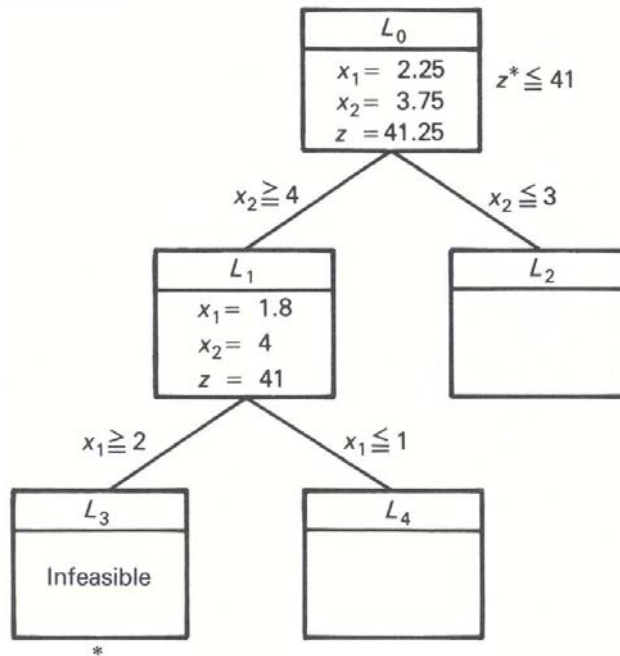 L₀
x₁ = 2.25
x₂ = 3.75
z = 41.25
z* ≦ 41
x₂ ≧ 4
x₂ ≦ 3
L₁
x₁ = 1.8
x₂ = 4
z = 41
L₂
x₁ ≧ 2
x₁ ≦ 1
L₃
Infeasible
*
L₄